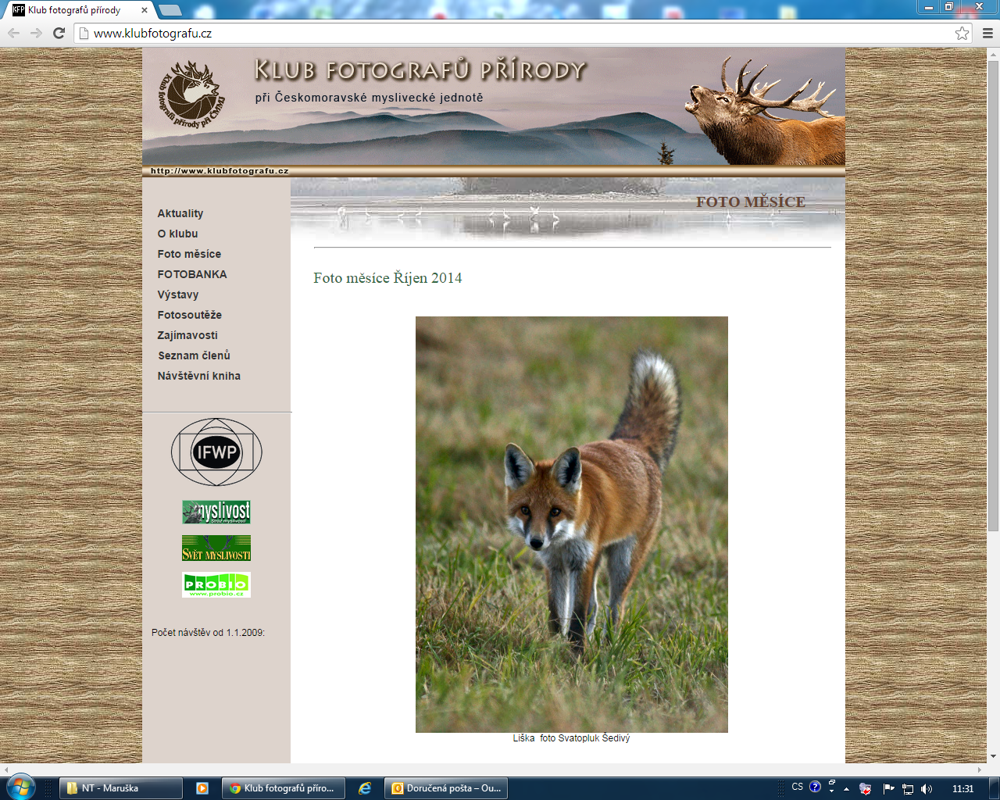 Klub fotografů přírody
www.klubfotografu.cz
Klub fotografů přírody při ČMMJ
KLUB FOTOGRAFŮ PŘÍRODY
při Českomoravské myslivecké jednotě
http://www.klubfotografu.cz
FOTO MĚSÍCE
Aktuality
O klubu
Foto měsíce
FOTOBANKA
Výstavy
Fotosoutěže
Zajímavosti
Seznam členů
Návštěvní kniha
IFWP
myslivost
Stráž myslivosti
SVĚT MYSLIVOSTI
PROBIO
www.probio.cz
Počet návštěv od 1.1.2009:
Foto měsíce Říjen 2014
Liška foto Svatopluk Šedivý
NT - Maruška
Klub fotografů příro...
Doručená pošta – Ou...
CS
11:31